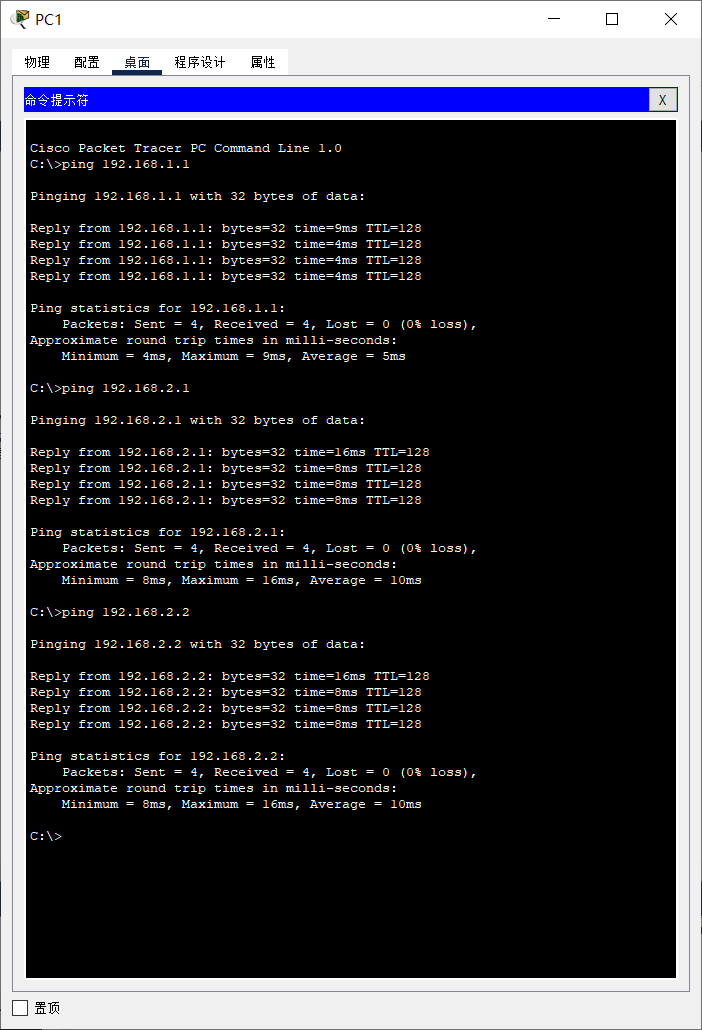 PC1
物理 配置 桌面 程序设计 属性
命令提示符 X
Cisco Packet Tracer PC Command Line 1.0
C:\>ping 192.168.1.1
Pinging 192.168.1.1 with 32 bytes of data:
Reply from 192.168.1.1: bytes=32 time=9ms TTL=128
Reply from 192.168.1.1: bytes=32 time=4ms TTL=128
Reply from 192.168.1.1: bytes=32 time=4ms TTL=128
Reply from 192.168.1.1: bytes=32 time=4ms TTL=128
Ping statistics for 192.168.1.1:
    Packets: Sent = 4, Received = 4, Lost = 0 (0% loss),
Approximate round trip times in milli-seconds:
    Minimum = 4ms, Maximum = 9ms, Average = 5ms
C:\>ping 192.168.2.1
Pinging 192.168.2.1 with 32 bytes of data:
Reply from 192.168.2.1: bytes=32 time=16ms TTL=128
Reply from 192.168.2.1: bytes=32 time=8ms TTL=128
Reply from 192.168.2.1: bytes=32 time=8ms TTL=128
Reply from 192.168.2.1: bytes=32 time=8ms TTL=128
Ping statistics for 192.168.2.1:
    Packets: Sent = 4, Received = 4, Lost = 0 (0% loss),
Approximate round trip times in milli-seconds:
    Minimum = 8ms, Maximum = 16ms, Average = 10ms
C:\>ping 192.168.2.2
Pinging 192.168.2.2 with 32 bytes of data:
Reply from 192.168.2.2: bytes=32 time=16ms TTL=128
Reply from 192.168.2.2: bytes=32 time=8ms TTL=128
Reply from 192.168.2.2: bytes=32 time=8ms TTL=128
Reply from 192.168.2.2: bytes=32 time=8ms TTL=128
Ping statistics for 192.168.2.2:
    Packets: Sent = 4, Received = 4, Lost = 0 (0% loss),
Approximate round trip times in milli-seconds:
    Minimum = 8ms, Maximum = 16ms, Average = 10ms
C:\>
置顶